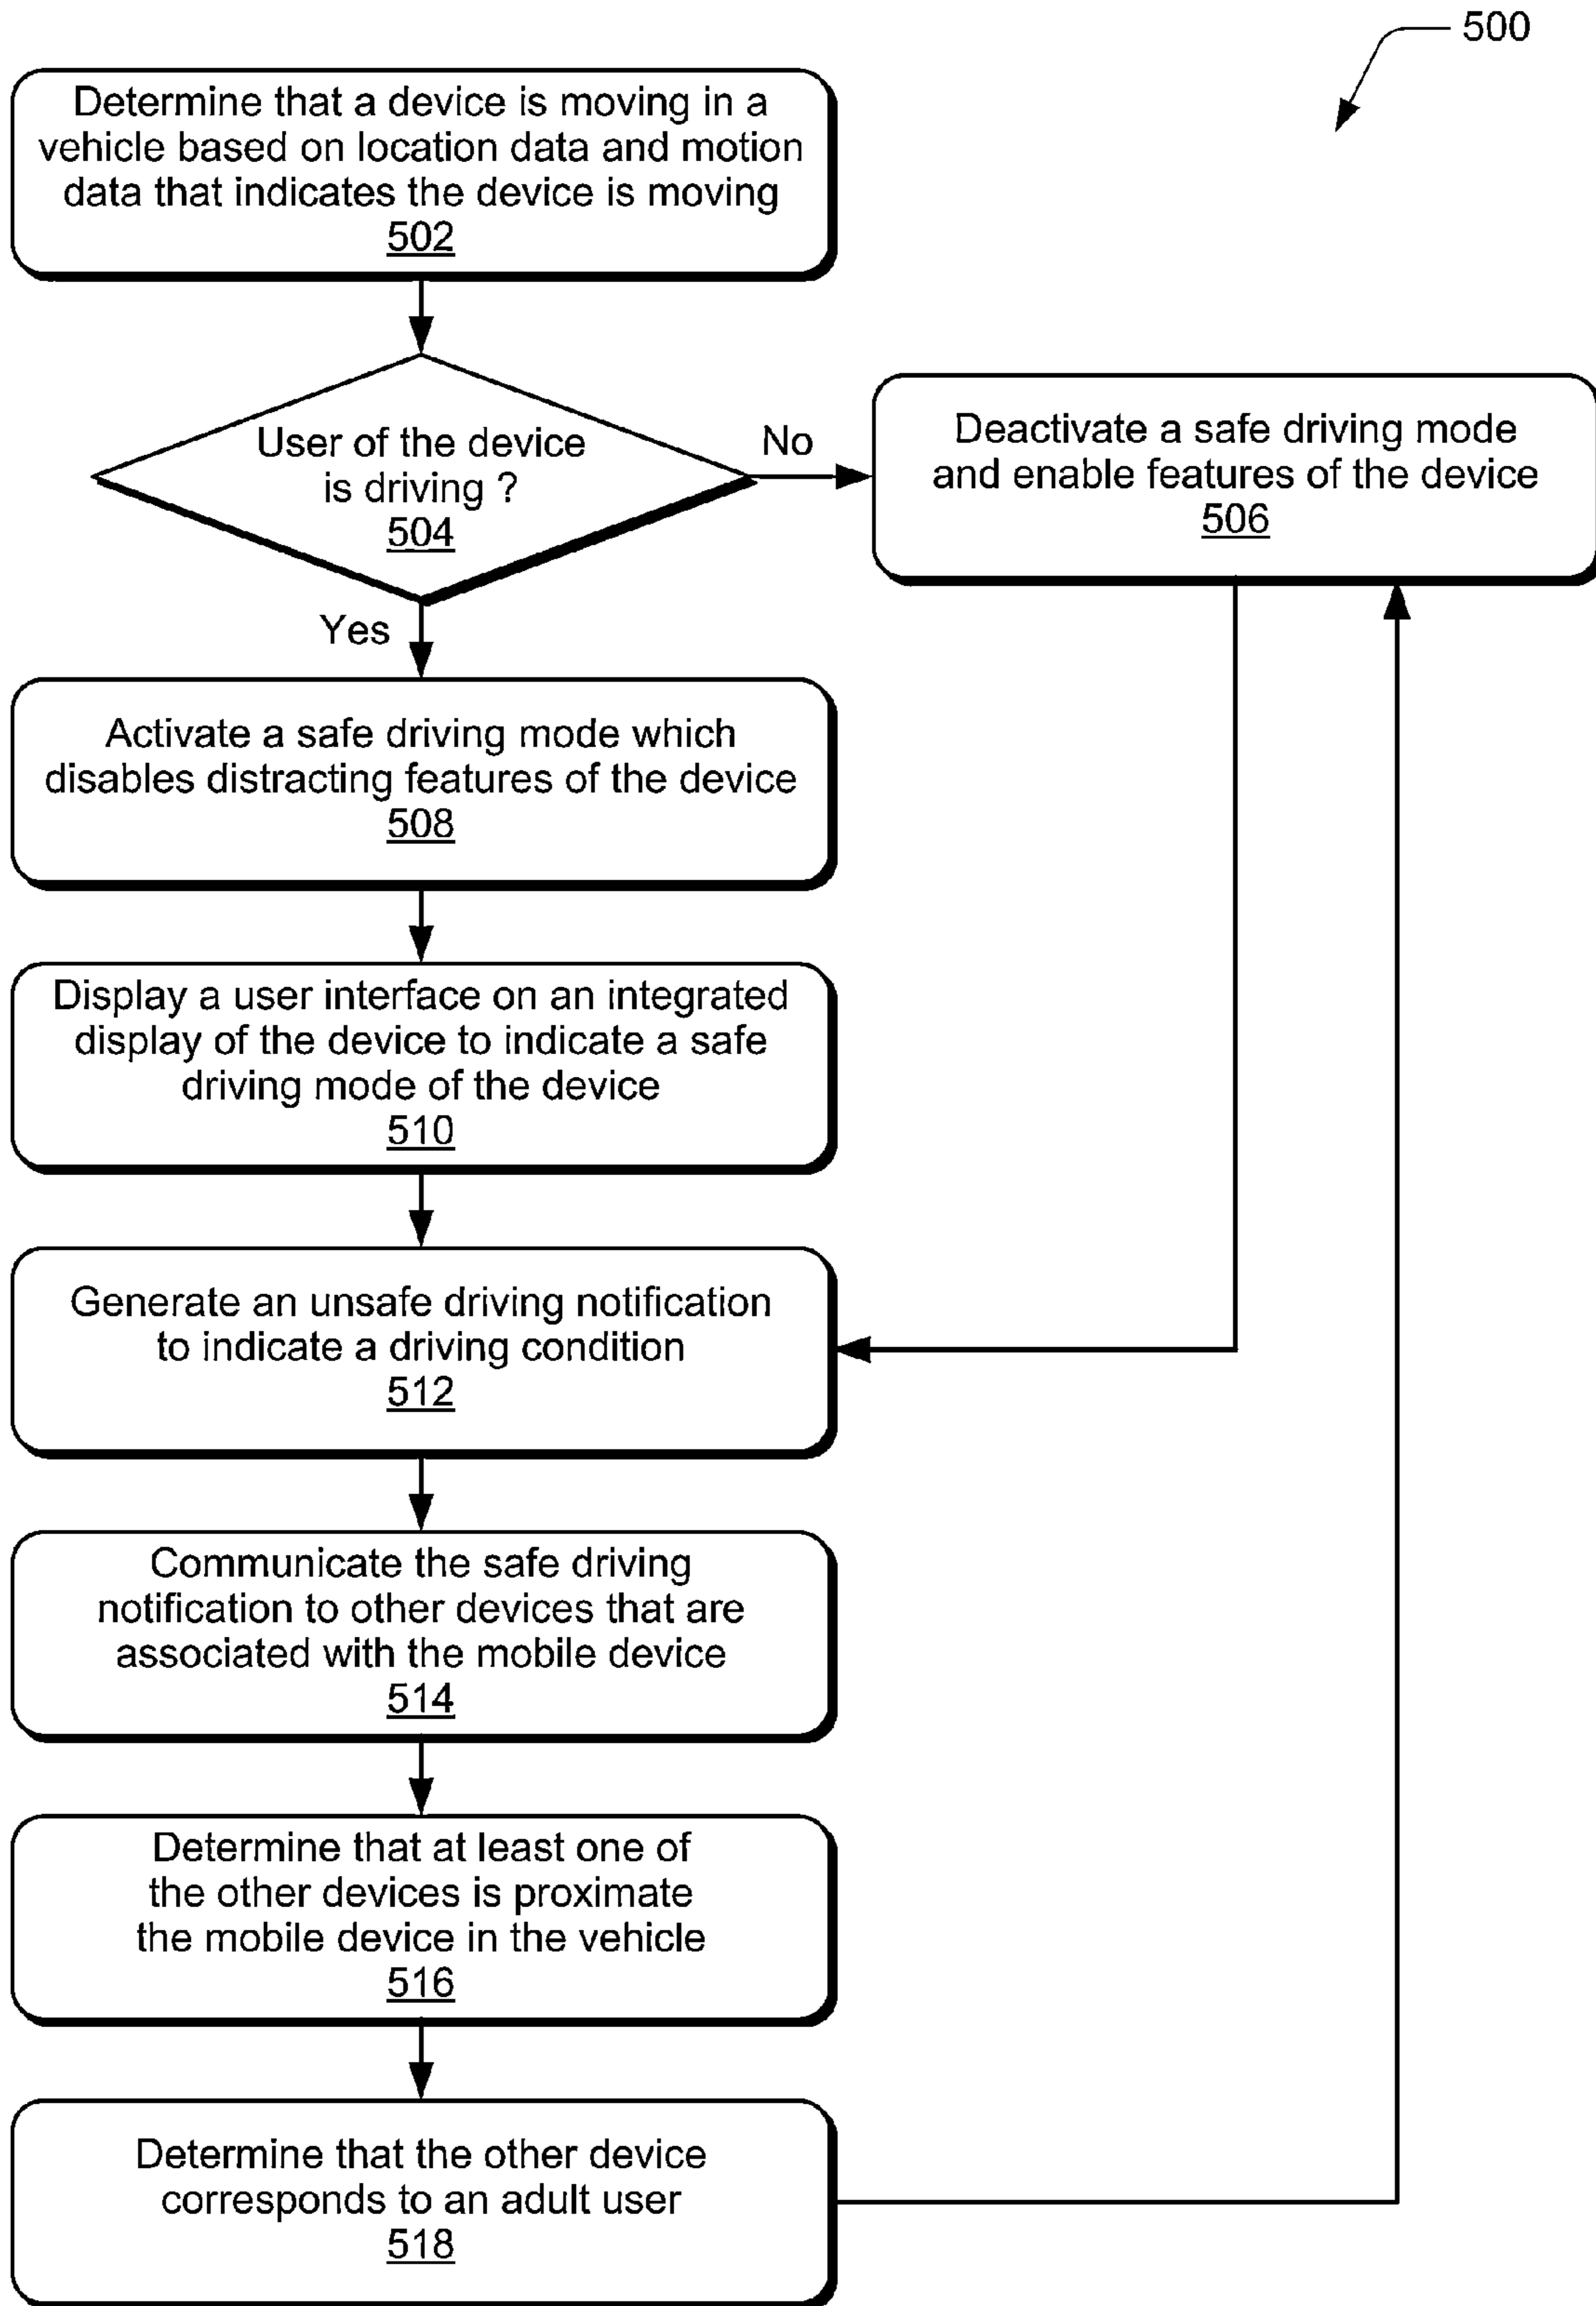 500
Determine that a device is moving in a
vehicle based on location data and motion
data that indicates the device is moving
502
User of the device
is driving ?
504
No
Yes
Deactivate a safe driving mode
and enable features of the device
506
Activate a safe driving mode which
disables distracting features of the device
508
Display a user interface on an integrated
display of the device to indicate a safe
driving mode of the device
510
Generate an unsafe driving notification
to indicate a driving condition
512
Communicate the safe driving
notification to other devices that are
associated with the mobile device
514
Determine that at least one of
the other devices is proximate
the mobile device in the vehicle
516
Determine that the other device
corresponds to an adult user
518